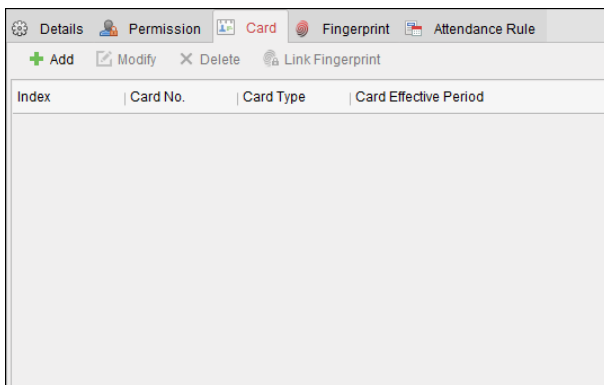 Details Permission Card Fingerprint Attendance Rule
Add Modify Delete Link Fingerprint
Index Card No. Card Type Card Effective Period